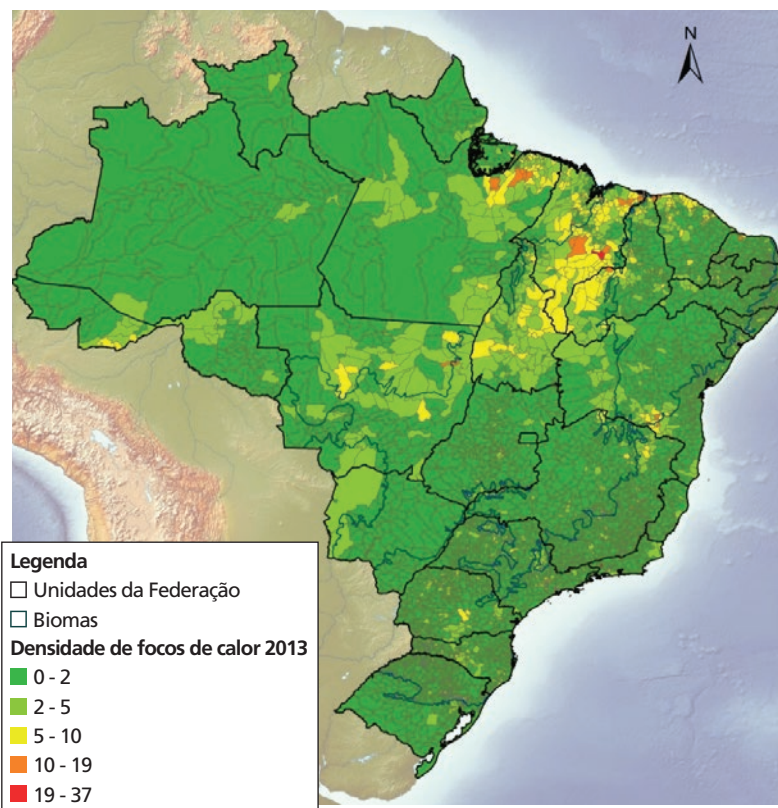 N
Legenda
Unidades da Federação
Biomas
Densidade de focos de calor 2013
0 - 2
2 - 5
5 - 10
10 - 19
19 - 37